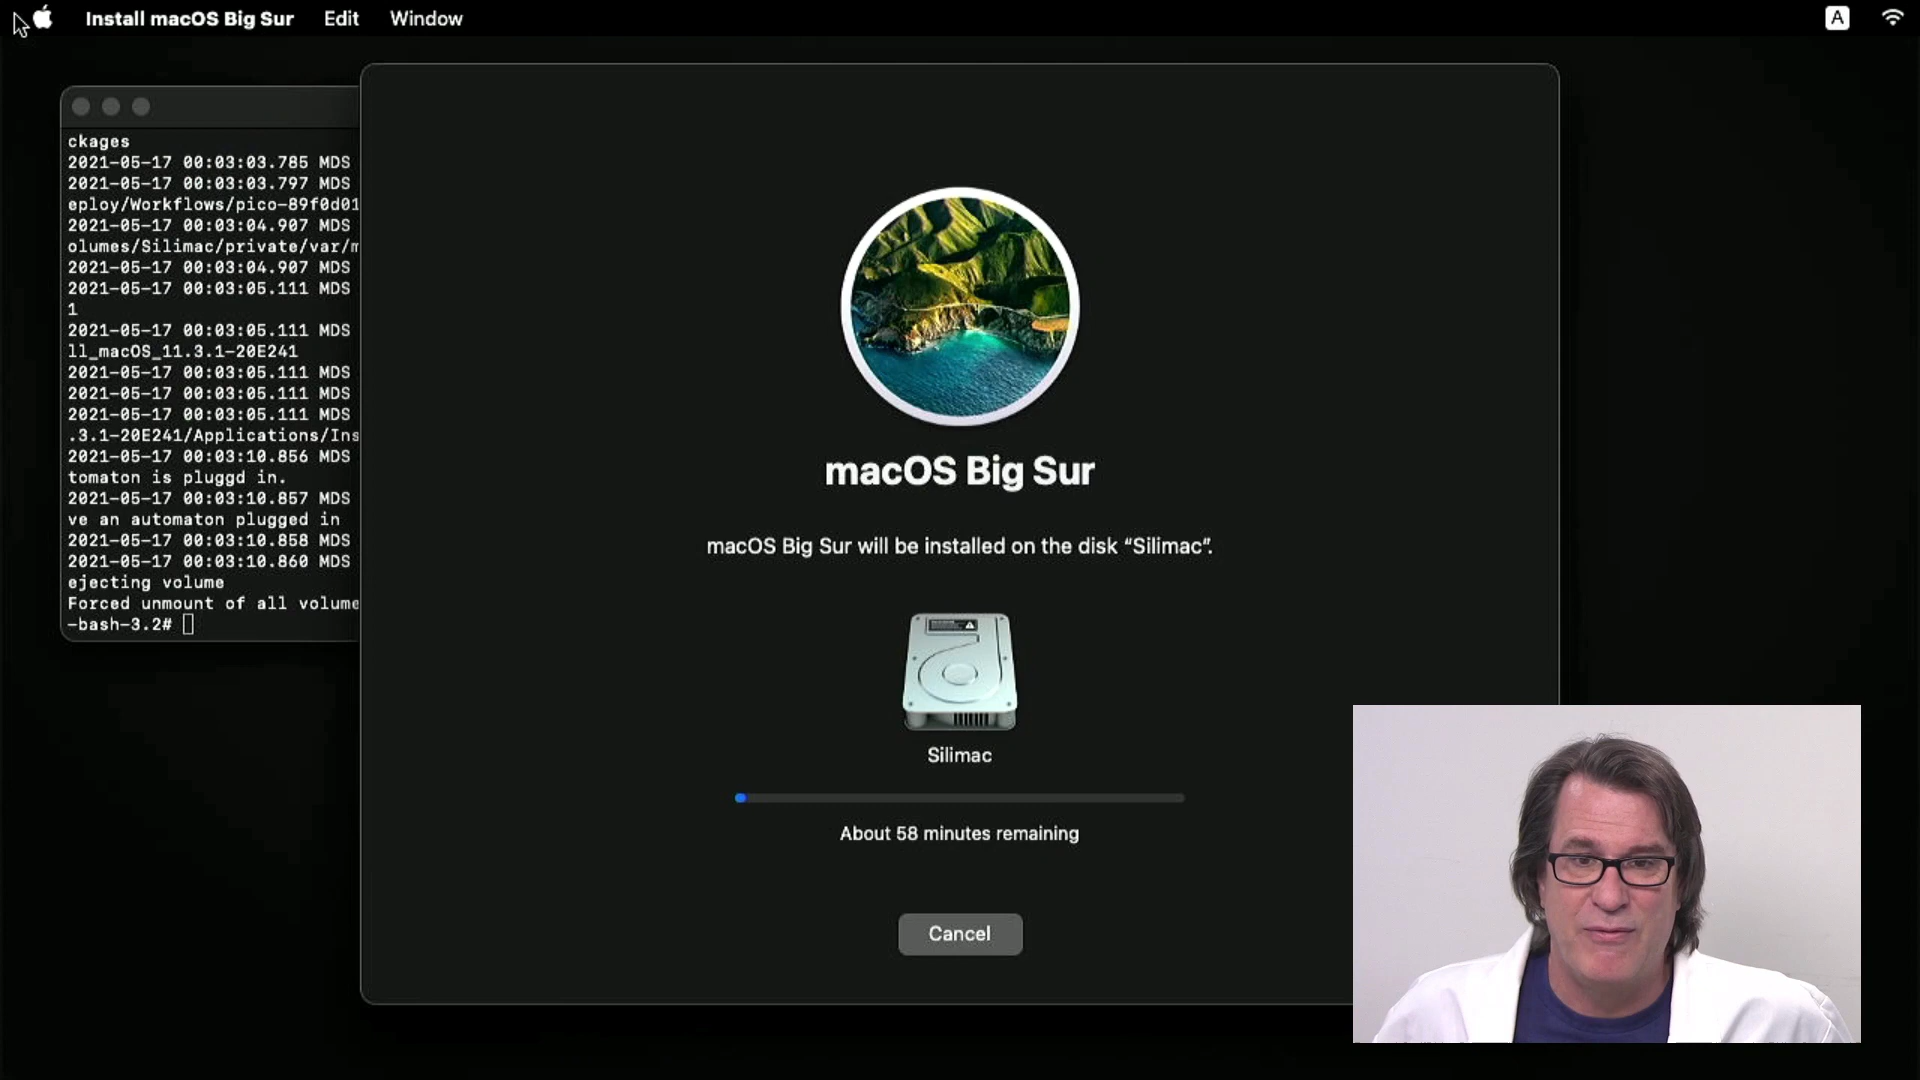 Install macOS Big Sur Edit Window A
ckages
2021-05-17 00:03:03.785 MDS
2021-05-17 00:03:03.797 MDS
eploy/Workflows/pico-89f0d01
2021-05-17 00:03:04.907 MDS
olumes/Silimac/private/var/m
2021-05-17 00:03:04.907 MDS
2021-05-17 00:03:05.111 MDS
1
2021-05-17 00:03:05.111 MDS
ll_macOS_11.3.1-20E241
2021-05-17 00:03:05.111 MDS
2021-05-17 00:03:05.111 MDS
2021-05-17 00:03:05.111 MDS
.3.1-20E241/Applications/Ins
2021-05-17 00:03:10.856 MDS
tomaton is pluggd in.
2021-05-17 00:03:10.857 MDS
ve an automaton plugged in
2021-05-17 00:03:10.858 MDS
2021-05-17 00:03:10.860 MDS
ejecting volume
Forced unmount of all volume
-bash-3.2#
macOS Big Sur
macOS Big Sur will be installed on the disk “Silimac”.
Silimac
About 58 minutes remaining
Cancel